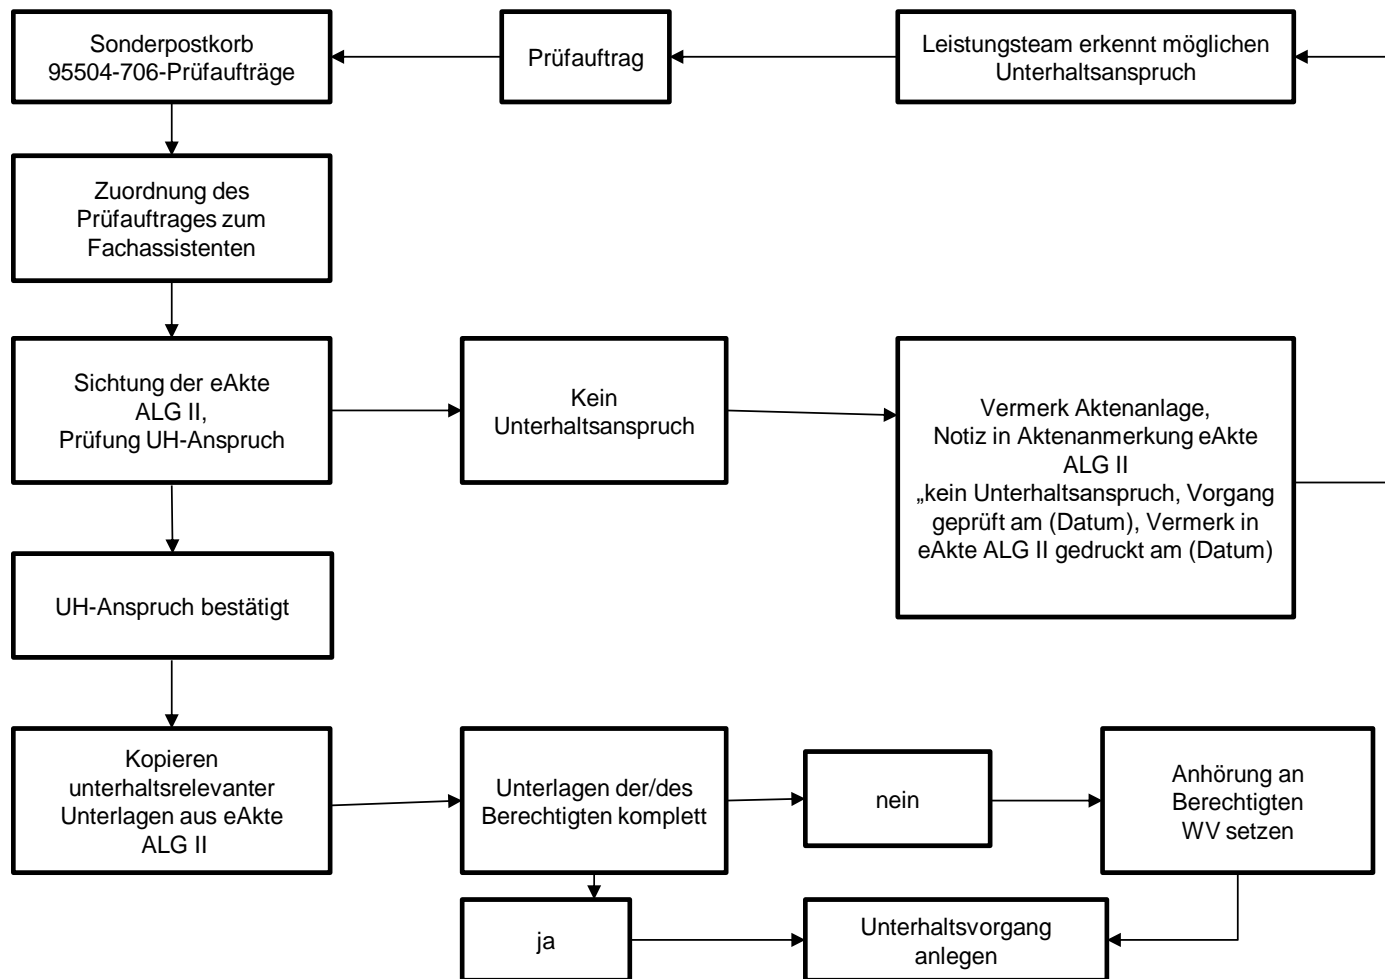 Sonderpostkorb
95504-706-Prüfaufträge
Prüfauftrag
Leistungsteam erkennt möglichen
Unterhaltsanspruch
Zuordnung des
Prüfauftrages zum
Fachassistenten
Sichtung der eAkte
ALG II,
Prüfung UH-Anspruch
Kein
Unterhaltsanspruch
Vermerk Aktenanlage,
Notiz in Aktenanmerkung eAkte
ALG II
„kein Unterhaltsanspruch, Vorgang
geprüft am (Datum), Vermerk in
eAkte ALG II gedruckt am (Datum)
UH-Anspruch bestätigt
Kopieren
unterhaltsrelevanter
Unterlagen aus eAkte
ALG II
Unterlagen der/des
Berechtigten komplett
nein
Anhörung an
Berechtigten
WV setzen
ja
Unterhaltsvorgang
anlegen